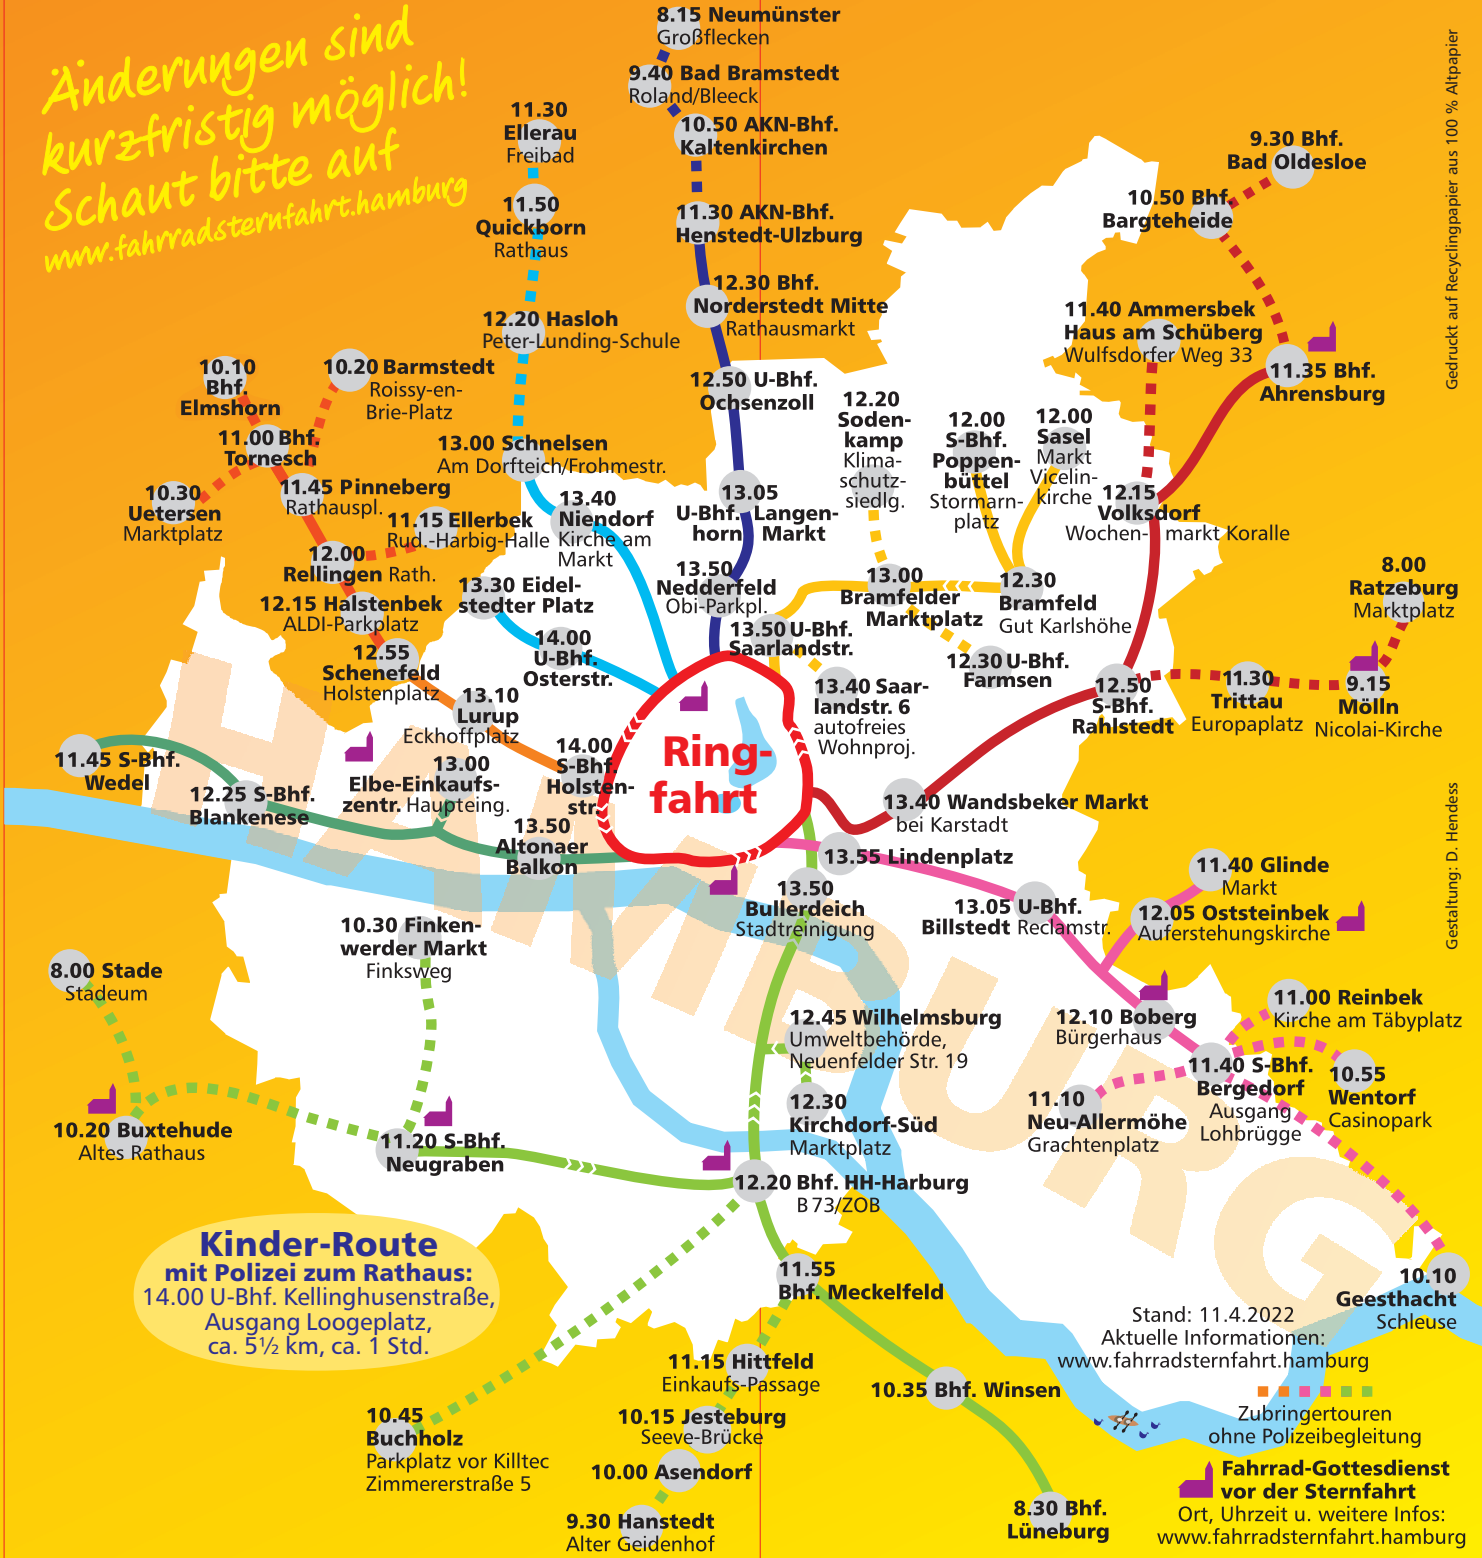 Änderungen sind
kurzfristig möglich!
Schaut bitte auf
www.fahrradsternfahrt.hamburg
8.15 Neumünster
Großflecken
9.40 Bad Bramstedt
Roland/Bleeck
10.50 AKN-Bhf.
Kaltenkirchen
11.30 AKN-Bhf.
Henstedt-Ulzburg
12.30 Bhf.
Norderstedt Mitte
Rathausmarkt
12.50 U-Bhf.
Ochsenzoll
13.05
U-Bhf. Langen-
horn Markt
13.50
Nedderfeld
Obi-Parkpl.
11.30
Ellerau
Freibad
11.50
Quickborn
Rathaus
12.20 Hasloh
Peter-Lunding-Schule
13.00 Schnelsen
Am Dorfteich/Frohmestr.
13.40
Niendorf
Kirche am
Markt
13.30 Eidel-
stedter Platz
14.00
U-Bhf.
Osterstr.
10.10
Bhf.
Elmshorn
10.20 Barmstedt
Roissy-en-
Brie-Platz
11.00 Bhf.
Tornesch
10.30
Uetersen
Marktplatz
11.45 Pinneberg
Rathauspl.
11.15 Ellerbek
Rud.-Harbig-Halle
12.00
Rellingen Rath.
12.15 Halstenbek
ALDI-Parkplatz
12.55
Schenefeld
Holstenplatz
13.10
Lurup
Eckhoffplatz
14.00
S-Bhf.
Holsten-
str.
12.20
Soden-
kamp
Klima-
schutz-
siedlg.
12.00
S-Bhf.
Poppen-
büttel
Stormarn-
platz
12.00
Sasel
Markt
Vicelin-
kirche
13.00
Bramfelder
Marktplatz
12.30
Bramfeld
Gut Karlshöhe
13.50 U-Bhf.
Saarlandstr.
12.30 U-Bhf.
Farmsen
13.40 Saar-
landstr. 6
autofreies
Wohnproj.
9.30 Bhf.
Bad Oldesloe
10.50 Bhf.
Bargteheide
11.40 Ammersbek
Haus am Schüberg
Wulfsdorfer Weg 33
11.35 Bhf.
Ahrensburg
12.15
Volksdorf
Wochen- markt Koralle
8.00
Ratzeburg
Marktplatz
9.15
Mölln
Nicolai-Kirche
11.30
Trittau
Europaplatz
12.50
S-Bhf.
Rahlstedt
13.40 Wandsbeker Markt
bei Karstadt
Ring-
fahrt
HAMBURG
11.45 S-Bhf.
Wedel
12.25 S-Bhf.
Blankenese
13.00
Elbe-Einkaufs-
zentr. Haupteing.
13.50
Altonaer
Balkon
13.55 Lindenplatz
13.05 U-Bhf.
Billstedt Reclamstr.
11.40 Glinde
Markt
12.05 Oststeinbek
Auferstehungskirche
12.10 Boberg
Bürgerhaus
11.00 Reinbek
Kirche am Täbyplatz
11.40 S-Bhf.
Bergedorf
Ausgang
Lohbrügge
10.55
Wentorf
Casinopark
11.10
Neu-Allermöhe
Grachtenplatz
10.10
Geesthacht
Schleuse
13.50
Bullerdeich
Stadtreinigung
12.45 Wilhelmsburg
Umweltbehörde,
Neuenfelder Str. 19
12.30
Kirchdorf-Süd
Marktplatz
12.20 Bhf. HH-Harburg
B 73/ZOB
10.30 Finken-
werder Markt
Finksweg
8.00 Stade
Stadeum
10.20 Buxtehude
Altes Rathaus
11.20 S-Bhf.
Neugraben
11.55
Bhf. Meckelfeld
11.15 Hittfeld
Einkaufs-Passage
10.15 Jesteburg
Seeve-Brücke
10.00 Asendorf
9.30 Hanstedt
Alter Geidenhof
10.45
Buchholz
Parkplatz vor Killtec
Zimmererstraße 5
10.35 Bhf. Winsen
8.30 Bhf.
Lüneburg
Kinder-Route
mit Polizei zum Rathaus:
14.00 U-Bhf. Kellinghusenstraße,
Ausgang Loogeplatz,
ca. 5½ km, ca. 1 Std.
Stand: 11.4.2022
Aktuelle Informationen:
www.fahrradsternfahrt.hamburg
Zubringertouren
ohne Polizeibegleitung
Fahrrad-Gottesdienst
vor der Sternfahrt
Ort, Uhrzeit u. weitere Infos:
www.fahrradsternfahrt.hamburg
Gedruckt auf Recyclingpapier aus 100 % Altpapier
Gestaltung: D. Hendess